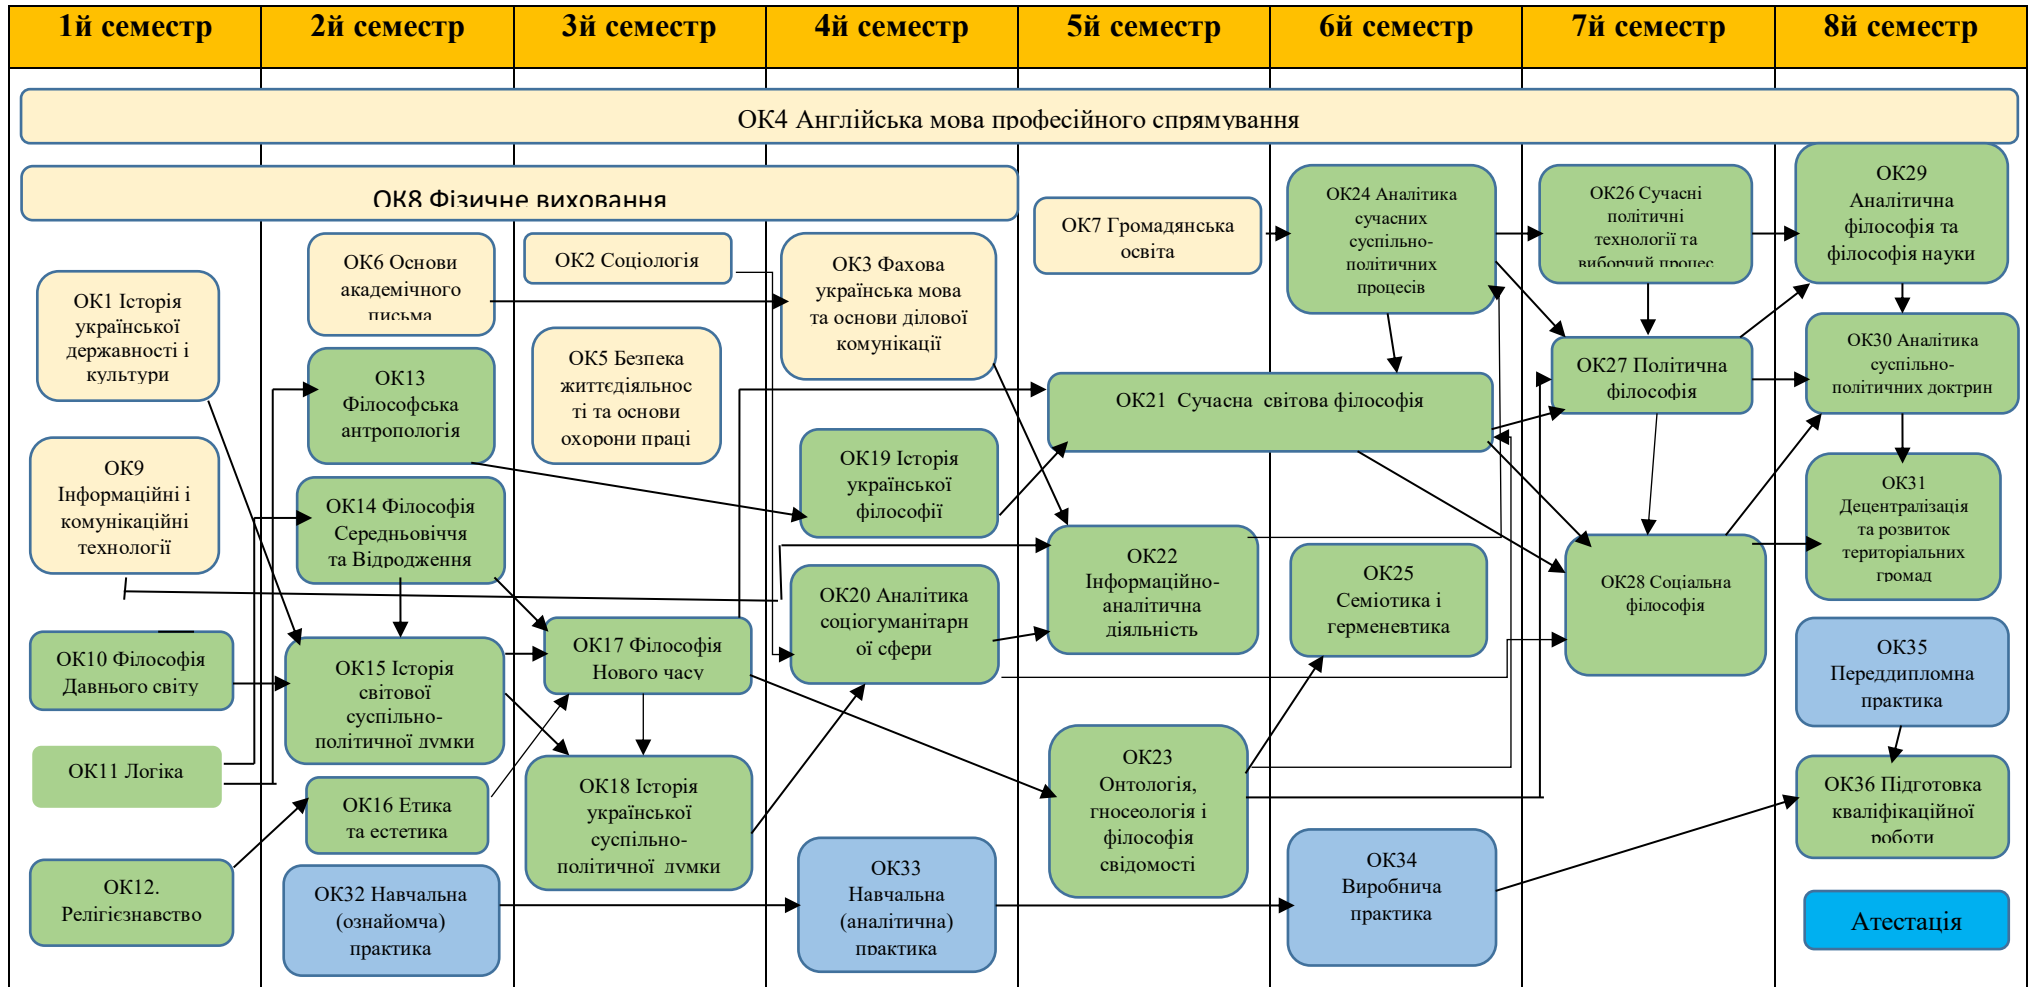 1й семестр
2й семестр
3й семестр
4й семестр
5й семестр
6й семестр
7й семестр
8й семестр
ОК4 Англійська мова професійного спрямування
ОК8 Фізичне виховання
ОК1 Історія
української
державності і
культури
ОК9
Інформаційні і
комунікаційні
технології
ОК10 Філософія
Давнього світу
ОК11 Логіка
ОК12.
Релігієзнавство
ОК6 Основи
академічного
письма
ОК13
Філософська
антропологія
ОК14 Філософія
Середньовіччя
та Відродження
ОК15 Історія
світової
суспільно-
політичної думки
ОК16 Етика
та естетика
ОК32 Навчальна
(ознайомча)
практика
ОК2 Соціологія
ОК5 Безпека
життєдіяльнос
ті та основи
охорони праці
ОК17 Філософія
Нового часу
ОК18 Історія
української
суспільно-
політичної думки
ОК3 Фахова
українська мова
та основи ділової
комунікації
ОК19 Історія
української
філософії
ОК20 Аналітика
соціогуманітарн
ої сфери
ОК33
Навчальна
(аналітична)
практика
ОК7 Громадянська
освіта
ОК21 Сучасна світова філософія
ОК22
Інформаційно-
аналітична
діяльність
ОК23
Онтологія,
гносеологія і
філософія
свідомості
ОК24 Аналітика
сучасних
суспільно-
політичних
процесів
ОК25
Семіотика і
герменевтика
ОК34
Виробнича
практика
ОК26 Сучасні
політичні
технології та
виборчий процес
ОК27 Політична
філософія
ОК28 Соціальна
філософія
ОК29
Аналітична
філософія та
філософія науки
ОК30 Аналітика
суспільно-
політичних доктрин
ОК31
Децентралізація
та розвиток
територіальних
громад
ОК35
Переддипломна
практика
ОК36 Підготовка
кваліфікаційної
роботи
Атестація